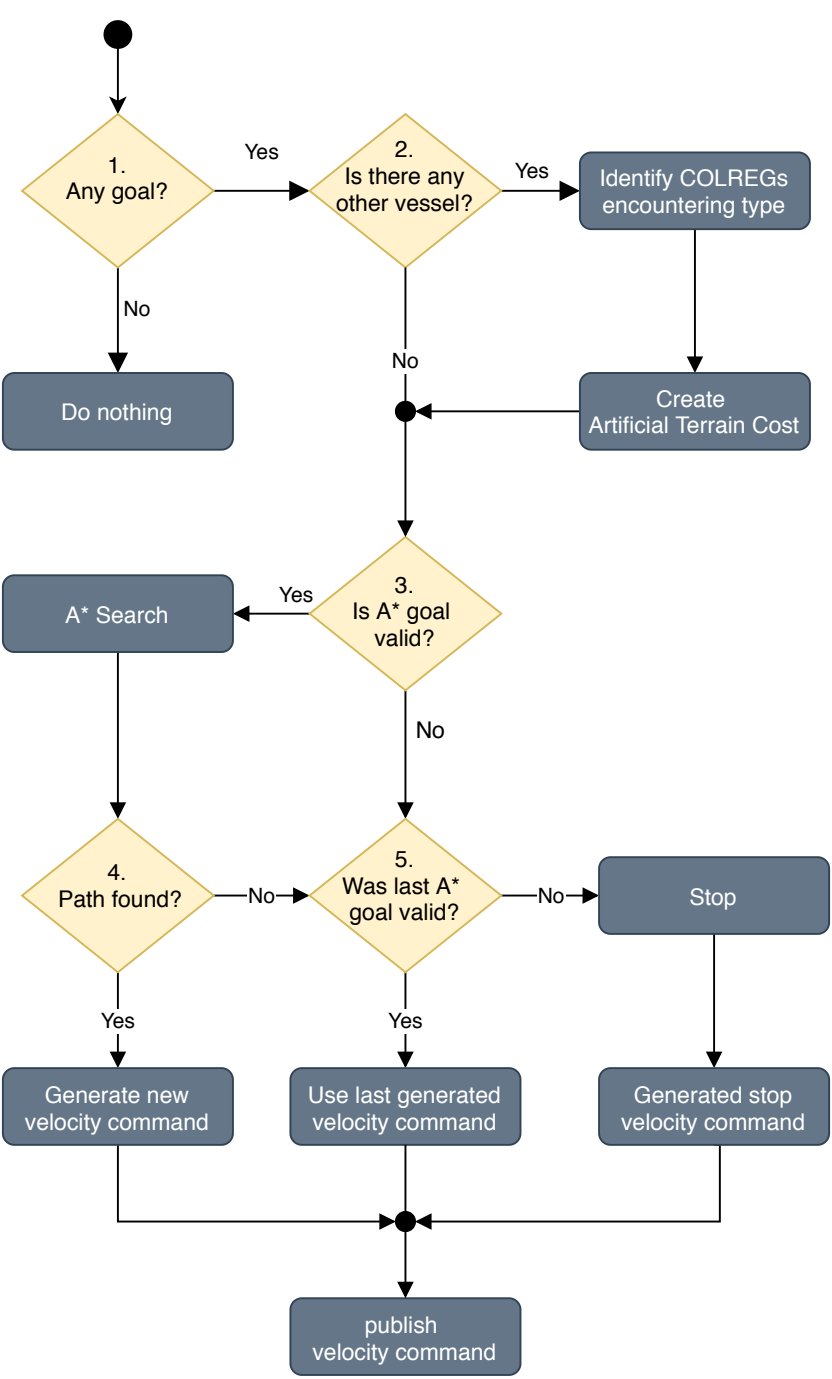 1.
Any goal?
Yes
2.
Is there any
other vessel?
Yes
Identify COLREGs
encountering type
No
Do nothing
No
Create
Artificial Terrain Cost
A* Search
Yes
3.
Is A* goal
valid?
No
4.
Path found?
No
5.
Was last A*
goal valid?
No
Stop
Yes
Yes
Generate new
velocity command
Use last generated
velocity command
Generated stop
velocity command
publish
velocity command